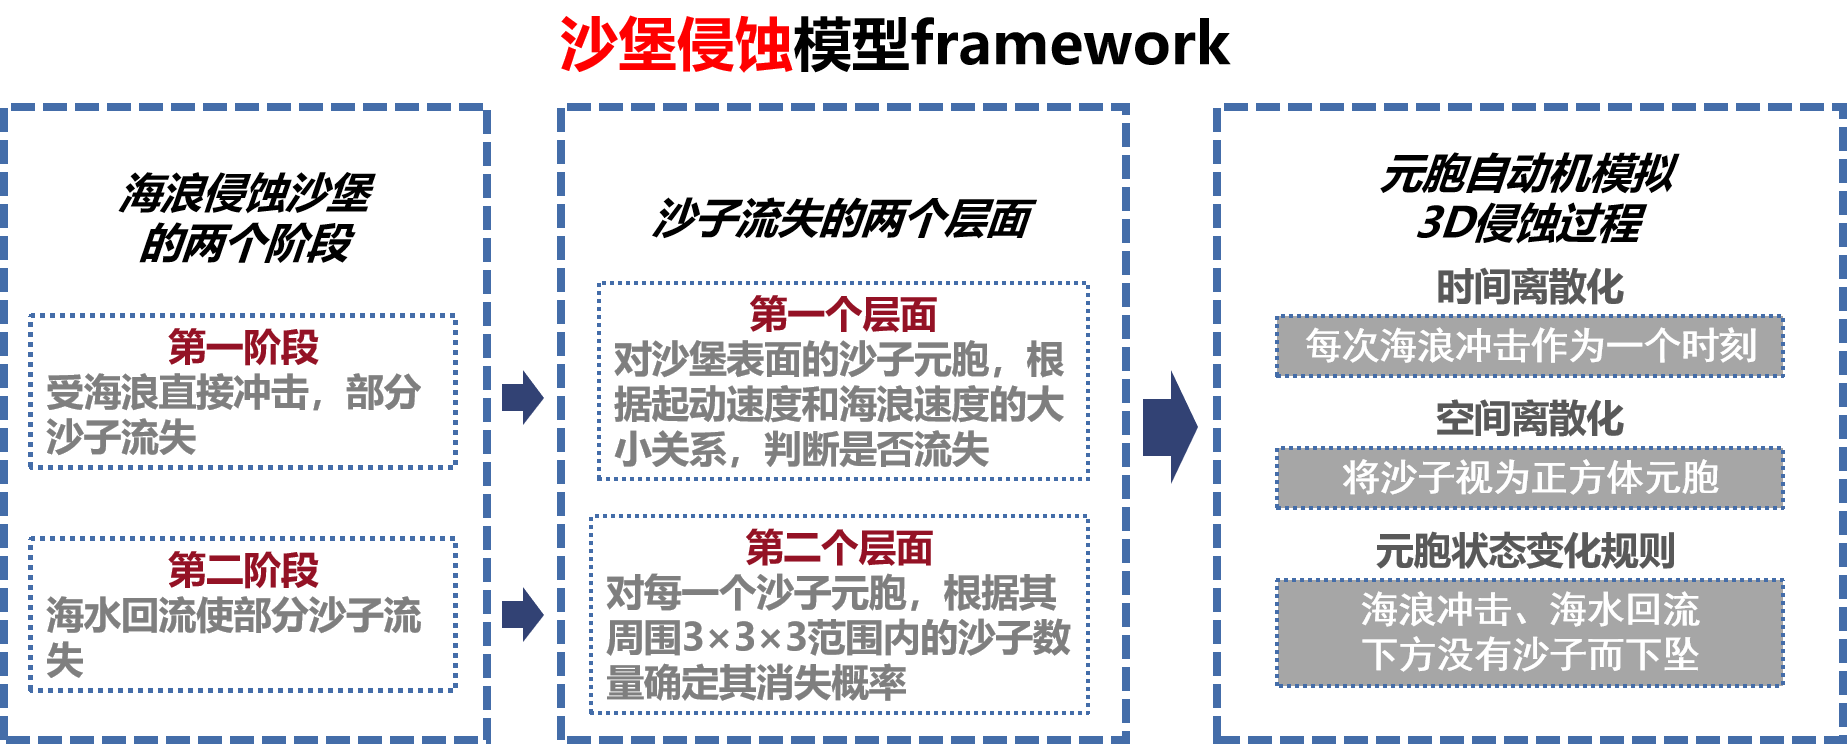 沙堡侵蚀模型framework
海浪侵蚀沙堡
的两个阶段
第一阶段
受海浪直接冲击，部分
沙子流失
第二阶段
海水回流使部分沙子流
失
沙子流失的两个层面
第一个层面
对沙堡表面的沙子元胞，根
据起动速度和海浪速度的大
小关系，判断是否流失
第二个层面
对每一个沙子元胞，根据其
周围3×3×3范围内的沙子数
量确定其消失概率
元胞自动机模拟
3D侵蚀过程
时间离散化
每次海浪冲击作为一个时刻
空间离散化
将沙子视为正方体元胞
元胞状态变化规则
海浪冲击、海水回流
下方没有沙子而下坠